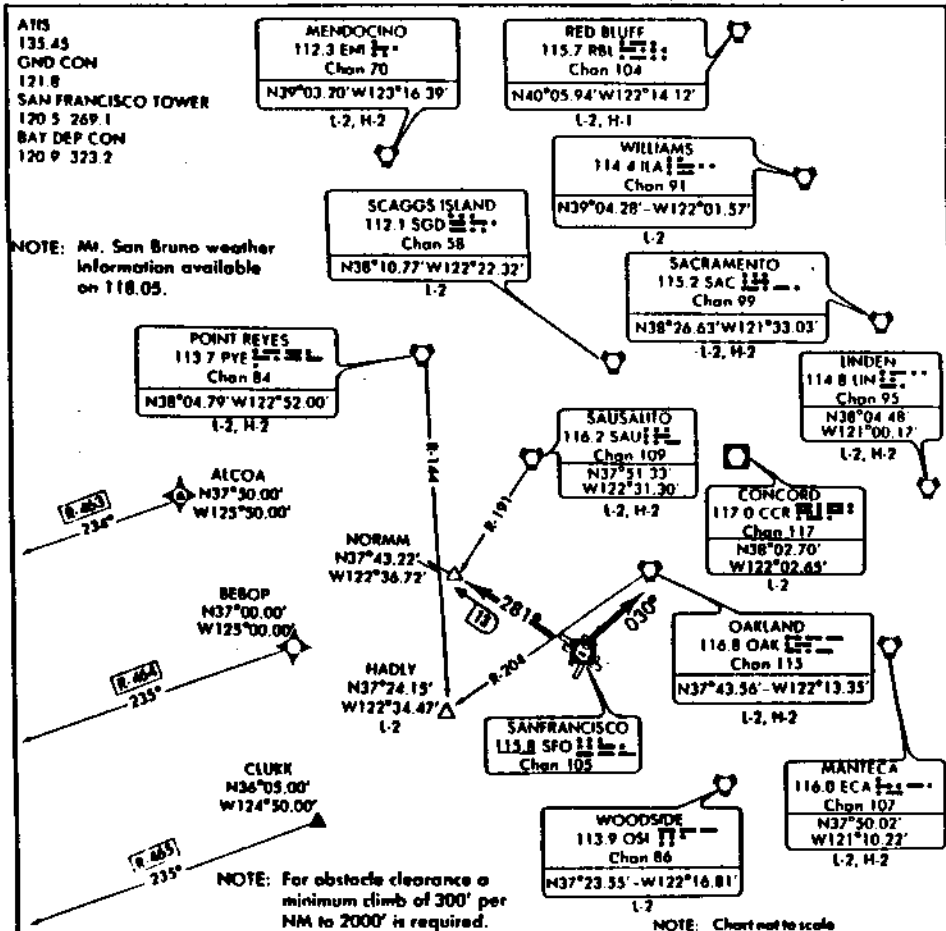 ATIS
135.45
GND CON
121.8
SAN FRANCISCO TOWER
120 5 269.1
BAY DEP CON
120 9 323.2
MENDOCINO
112.3 ENI
Chan 70
N39°03.20' W123°16 39'
L-2, H-2
RED BLUFF
115.7 RBL
Chan 104
N40°05.94' W122°14 12'
L-2, H-1
WILLIAMS
114 4 ILA
Chan 91
N39°04.28'-W122°01.57'
L-2
SCAGGS ISLAND
112.1 SGD
Chan 58
N38°10.77' W122°22.32'
L-2
NOTE: Mt. San Bruno weather
information available
on 118.05.
SACRAMENTO
115.2 SAC
Chan 99
N38°26.63' W121°33.03'
L-2, H-2
POINT REYES
113 7 PYE
Chan 84
N38°04.79' W122°52.00'
L-2, H-2
LINDEN
114 8 LIN
Chan 95
N38°04 48'
W121°00.17'
L-2, H-2
SAUSALITO
116.2 SAU
Chan 109
N37°51 33'
W122°31.30'
L-2, H-2
CONCORD
117 0 CCR
Chan 117
N38°02.70'
W122°02.65'
L-2
R-144
R-191
ALCOA
N37°50.00'
W125°50.00'
R-463
234°
NORMM
N37°43.22'
W122°36.72'
281°
13
030°
BEBOP
N37°00.00'
W125°00.00'
R-464
235°
OAKLAND
116.8 OAK
Chan 115
N37°43.56'-W122°13.35'
L-2, H-2
R-204
HADLY
N37°24.15'
W122°34.47'
L-2
SANFRANCISCO
115.8 SFO
Chan 105
MANTECA
116.0 ECA
Chan 107
N37°50.02'
W121°10.22'
L-2, H-2
CLUKK
N36°05.00'
W124°50.00'
R-465
235°
WOODSIDE
113.9 OSI
Chan 86
N37°23.55'-W122°16.81'
L-2
NOTE: For obstacle clearance a
minimum climb of 300' per
NM to 2000' is required.
NOTE: Chart not to scale